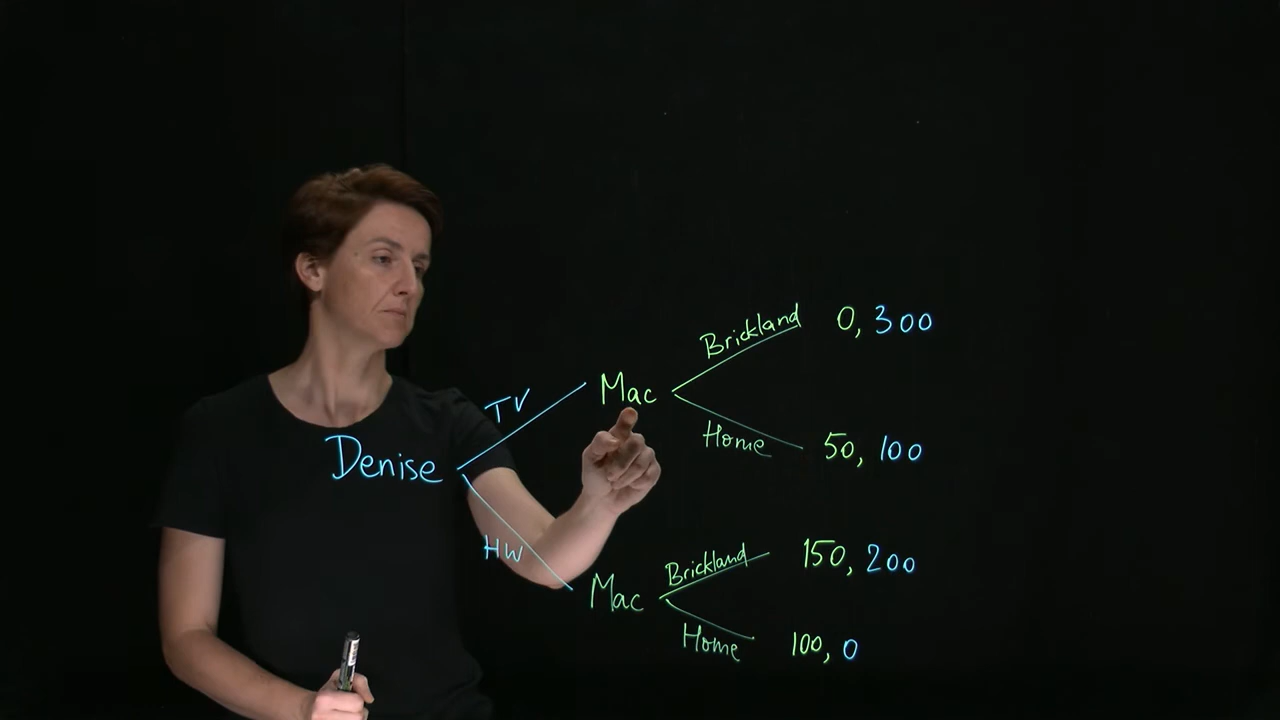 Brickland 0, 300
TV Mac
Home 50, 100
Denise
HW Brickland 150, 200
Mac
Home 100, 0